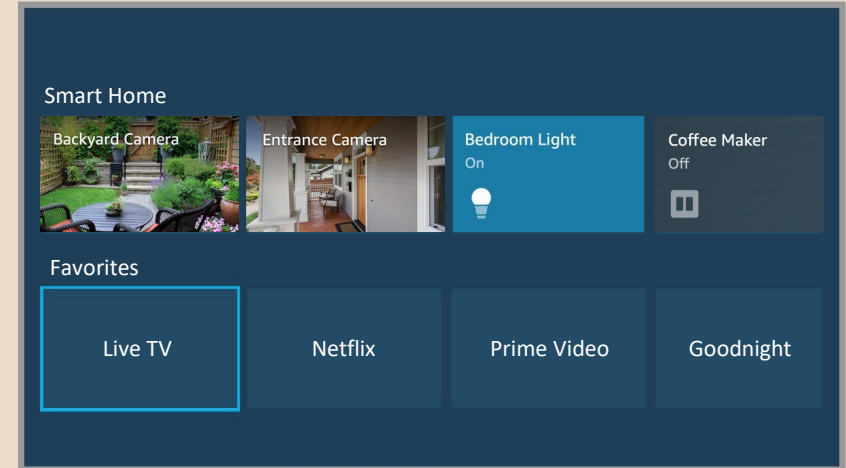 Smart Home
Backyard Camera
Entrance Camera
Bedroom Light
On
Coffee Maker
Off
Favorites
Live TV
Netflix
Prime Video
Goodnight